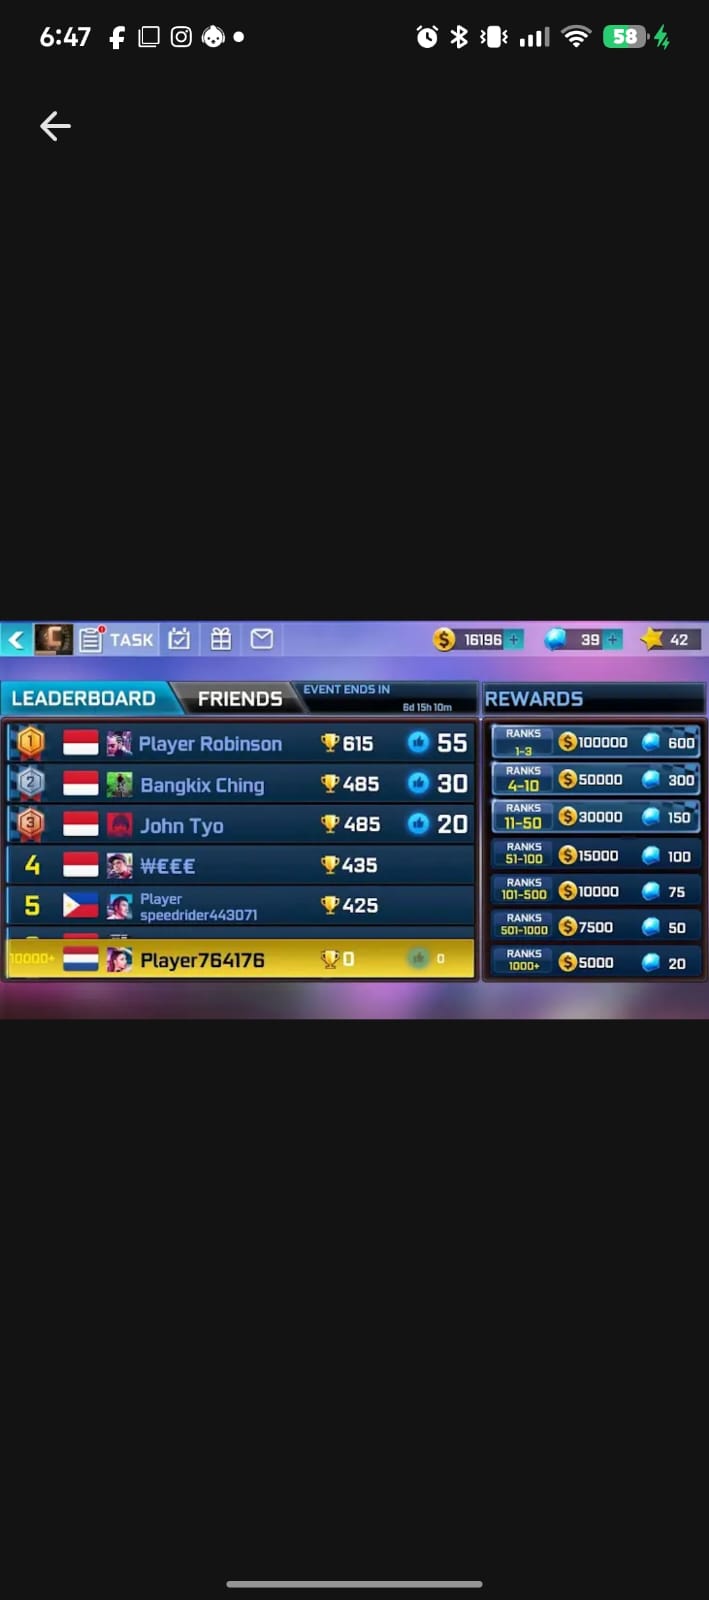 6:47
58
TASK
16196
39
42
LEADERBOARD
FRIENDS
EVENT ENDS IN
6d 15h 10m
REWARDS
1
Player Robinson
615
55
2
Bangkix Ching
485
30
3
John Tyo
485
20
4
₩€€€
435
5
Player
speedrider443071
425
10000+
Player764176
0
0
RANKS
1-3
100000
600
RANKS
4-10
50000
300
RANKS
11-50
30000
150
RANKS
51-100
15000
100
RANKS
101-500
10000
75
RANKS
501-1000
7500
50
RANKS
1000+
5000
20